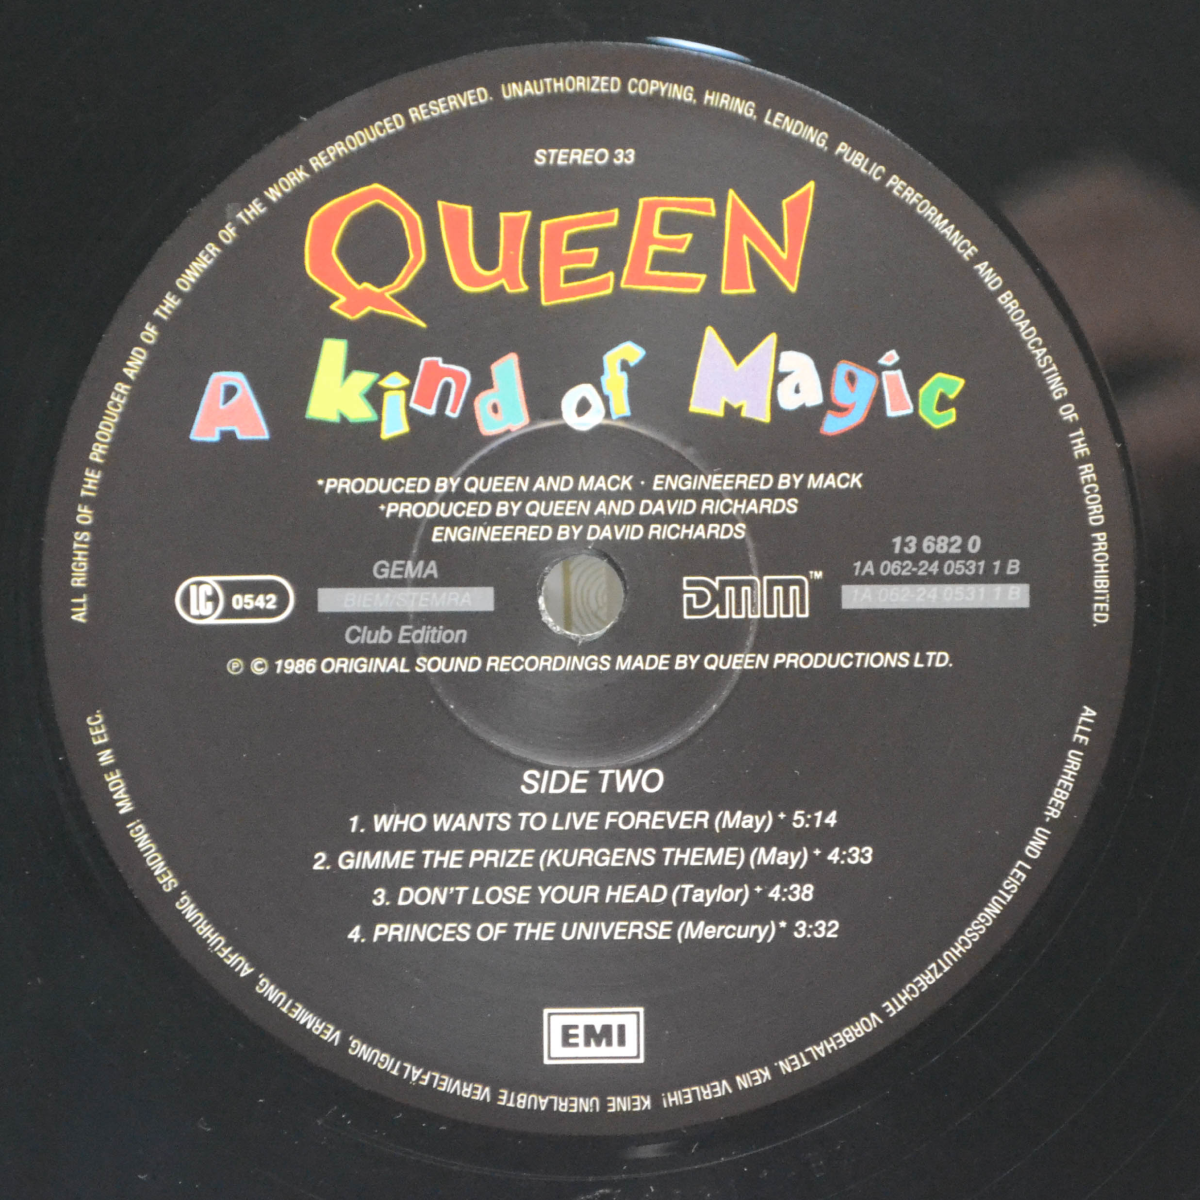 ALL RIGHTS OF THE PRODUCER AND OF THE OWNER OF THE WORK REPRODUCED RESERVED. UNAUTHORIZED COPYING, HIRING, LENDING, PUBLIC PERFORMANCE AND BROADCASTING OF THE RECORD PROHIBITED.
STEREO 33
QUEEN
A kind of Magic
*PRODUCED BY QUEEN AND MACK · ENGINEERED BY MACK
+PRODUCED BY QUEEN AND DAVID RICHARDS
ENGINEERED BY DAVID RICHARDS
LC 0542
GEMA
BIEM/STEMRA
Club Edition
DMM™
13 682 0
1A 062-24 0531 1 B
1A 062-24 0531 1 B
Ⓟ © 1986 ORIGINAL SOUND RECORDINGS MADE BY QUEEN PRODUCTIONS LTD.
SIDE TWO
1. WHO WANTS TO LIVE FOREVER (May) + 5:14
2. GIMME THE PRIZE (KURGENS THEME) (May) + 4:33
3. DON'T LOSE YOUR HEAD (Taylor) + 4:38
4. PRINCES OF THE UNIVERSE (Mercury)* 3:32
EMI
ALLE URHEBER- UND LEISTUNGSSCHUTZRECHTE VORBEHALTEN. KEIN VERLEIH! KEINE UNERLAUBTE VERVIELFÄLTIGUNG, VERMIETUNG, AUFFÜHRUNG, SENDUNG! MADE IN EEC.